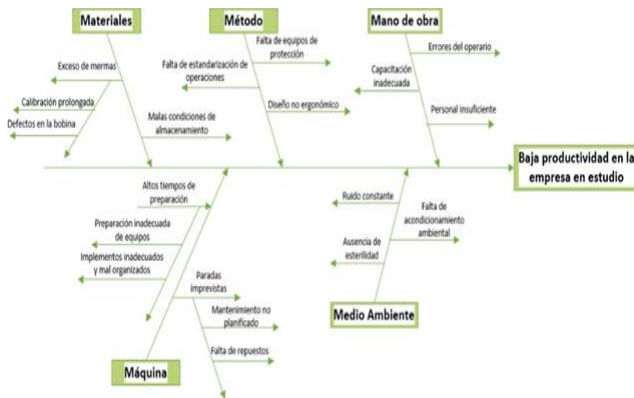 Materiales
Método
Mano de obra
Exceso de mermas
Calibración prolongada
Defectos en la bobina
Malas condiciones de
almacenamiento
Falta de equipos de
protección
Falta de estandarización de
operaciones
Diseño no ergonómico
Errores del operario
Capacitación
inadecuada
Personal insuficiente
Baja productividad en la
empresa en estudio
Altos tiempos de
preparación
Preparación inadecuada
de equipos
Implementos inadecuados
y mal organizados
Paradas
imprevistas
Mantenimiento no
planificado
Falta de repuestos
Máquina
Ruido constante
Falta de
acondicionamiento
ambiental
Ausencia de
esterilidad
Medio Ambiente